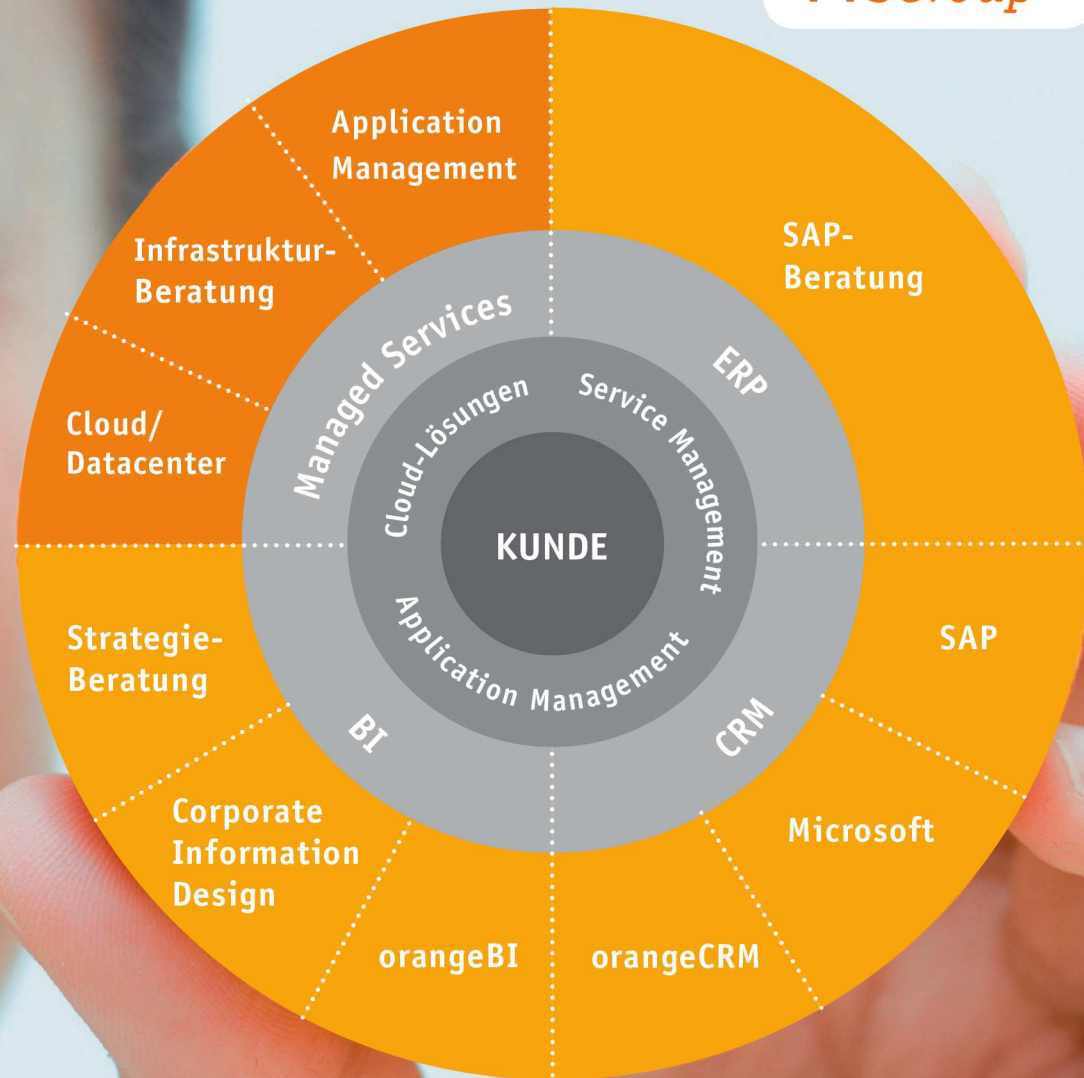 Application
Management
SAP-
Beratung
Infrastruktur-
Beratung
Managed Services
ERP
Cloud-Lösungen
Service Management
Cloud/
Datacenter
KUNDE
Application Management
Strategie-
Beratung
SAP
BI
CRM
Corporate
Information
Design
Microsoft
orangeBI
orangeCRM